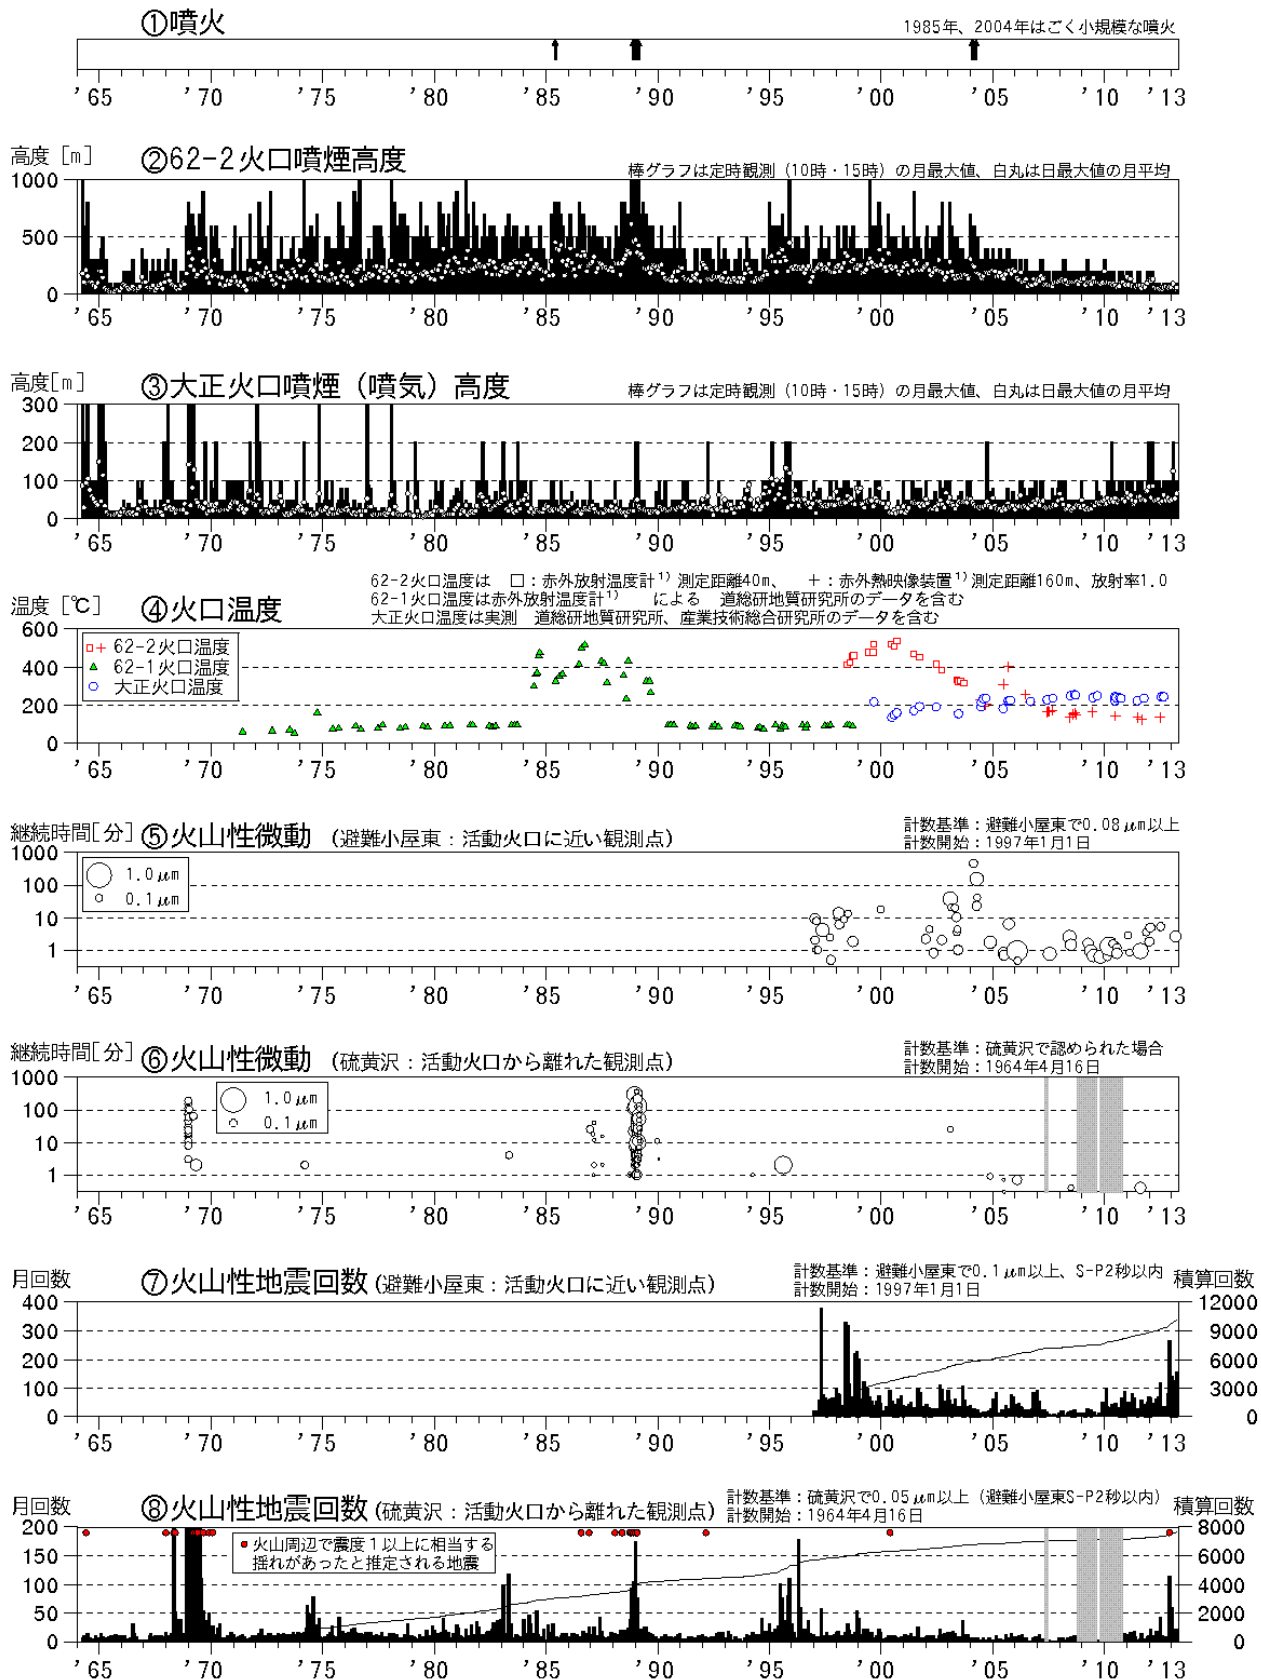 ①噴火
1985年、2004年はごく小規模な噴火
'65 '70 '75 '80 '85 '90 '95 '00 '05 '10 '13
高度 [m]
②62-2火口噴煙高度
棒グラフは定時観測 (10時・15時) の月最大値、白丸は日最大値の月平均
1000
500
0
'65 '70 '75 '80 '85 '90 '95 '00 '05 '10 '13
高度[m]
③大正火口噴煙（噴気）高度
棒グラフは定時観測 (10時・15時) の月最大値、白丸は日最大値の月平均
300
200
100
0
'65 '70 '75 '80 '85 '90 '95 '00 '05 '10 '13
62-2火口温度は □：赤外放射温度計1) 測定距離40m、 ＋：赤外熱映像装置1) 測定距離160m、放射率1.0
62-1火口温度は赤外放射温度計1) による 道総研地質研究所のデータを含む
大正火口温度は実測 道総研地質研究所、産業技術総合研究所のデータを含む
温度 [℃]
④火口温度
600
400
200
0
□+ 62-2火口温度
▲ 62-1火口温度
○ 大正火口温度
'65 '70 '75 '80 '85 '90 '95 '00 '05 '10 '13
継続時間[分]
⑤火山性微動 (避難小屋東：活動火口に近い観測点)
計数基準：避難小屋東で0.08μm以上
計数開始：1997年1月1日
1000
100
10
1
1.0μm
0.1μm
'65 '70 '75 '80 '85 '90 '95 '00 '05 '10 '13
継続時間[分]
⑥火山性微動 (硫黄沢：活動火口から離れた観測点)
計数基準：硫黄沢で認められた場合
計数開始：1964年4月16日
1000
100
10
1
1.0μm
0.1μm
'65 '70 '75 '80 '85 '90 '95 '00 '05 '10 '13
月回数
⑦火山性地震回数 (避難小屋東：活動火口に近い観測点)
計数基準：避難小屋東で0.1μm以上、S-P2秒以内
計数開始：1997年1月1日
積算回数
400
300
200
100
0
12000
9000
6000
3000
0
'65 '70 '75 '80 '85 '90 '95 '00 '05 '10 '13
月回数
⑧火山性地震回数 (硫黄沢：活動火口から離れた観測点)
計数基準：硫黄沢で0.05μm以上 (避難小屋東S-P2秒以内)
計数開始：1964年4月16日
積算回数
200
150
100
50
0
● 火山周辺で震度１以上に相当する
揺れがあったと推定される地震
8000
6000
4000
2000
0
'65 '70 '75 '80 '85 '90 '95 '00 '05 '10 '13